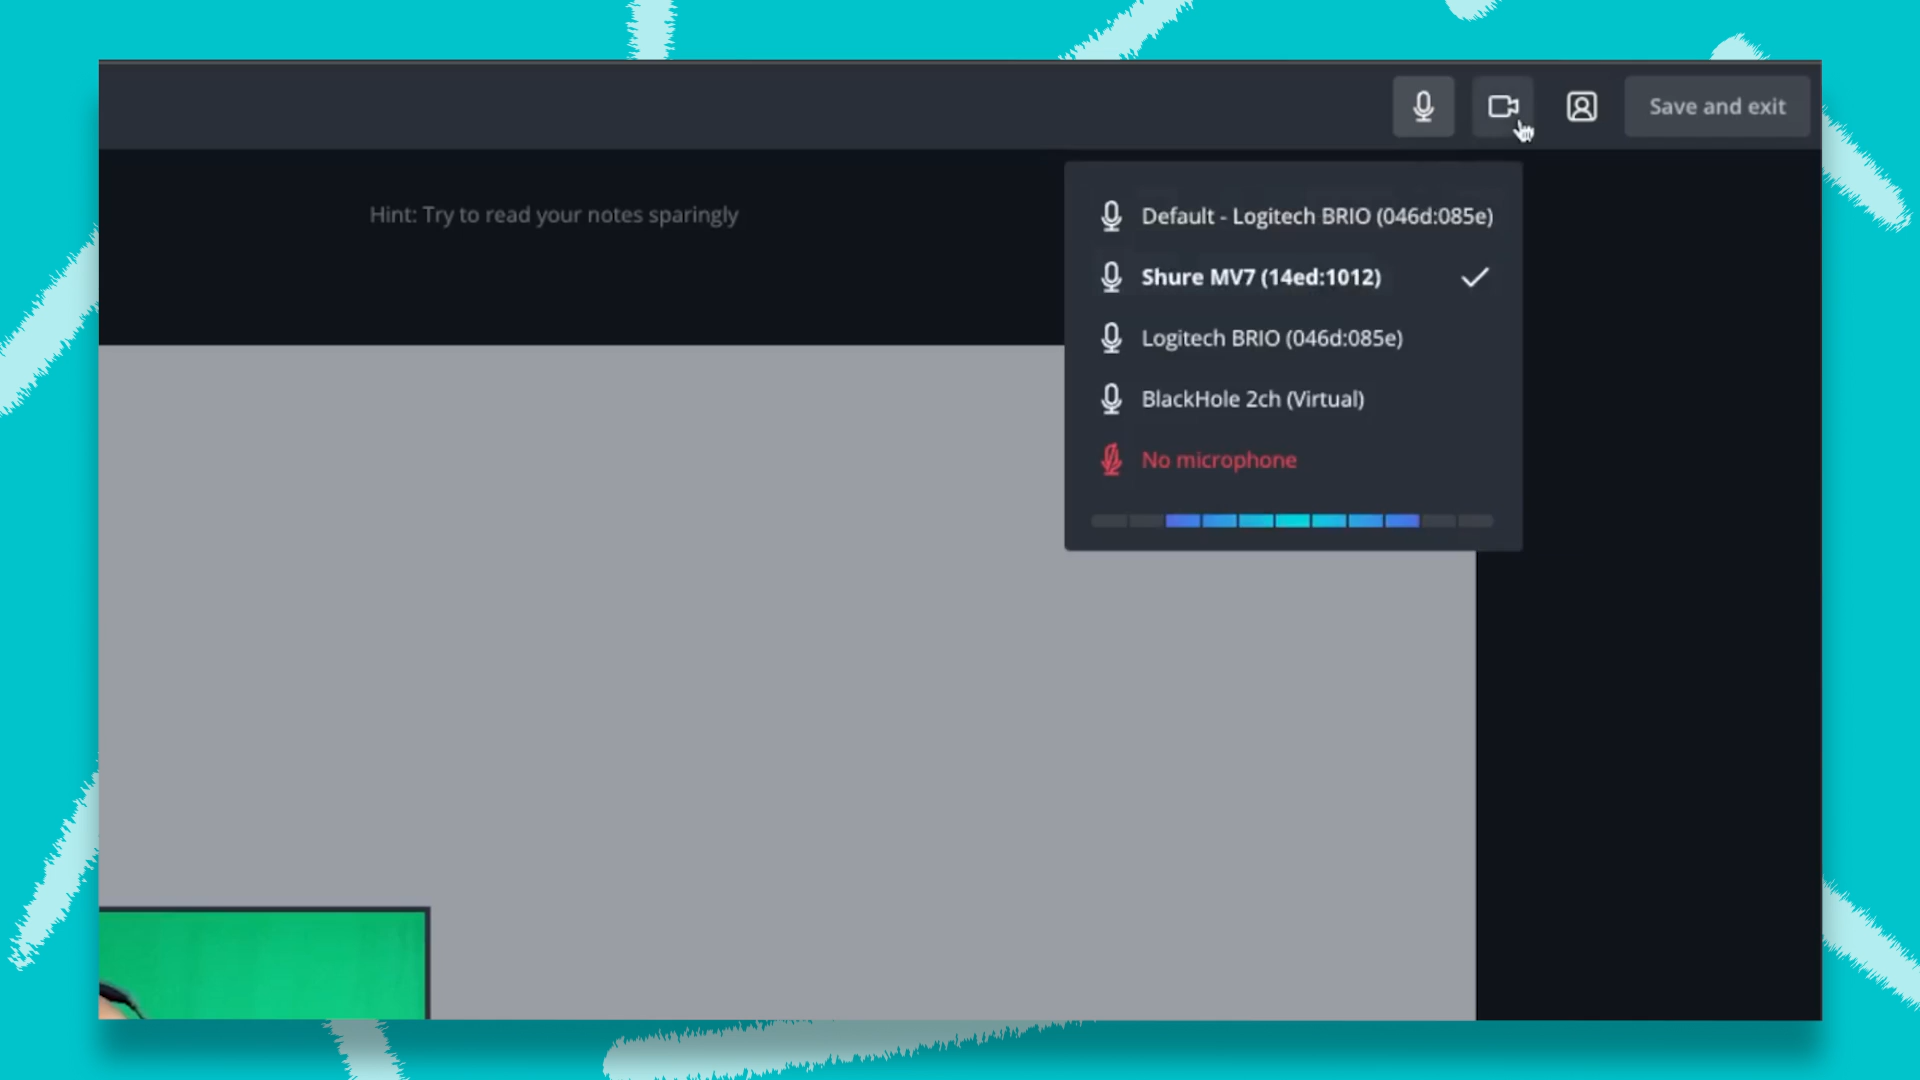 Save and exit
Hint: Try to read your notes sparingly
Default - Logitech BRIO (046d:085e)
Shure MV7 (14ed:1012)
Logitech BRIO (046d:085e)
BlackHole 2ch (Virtual)
No microphone